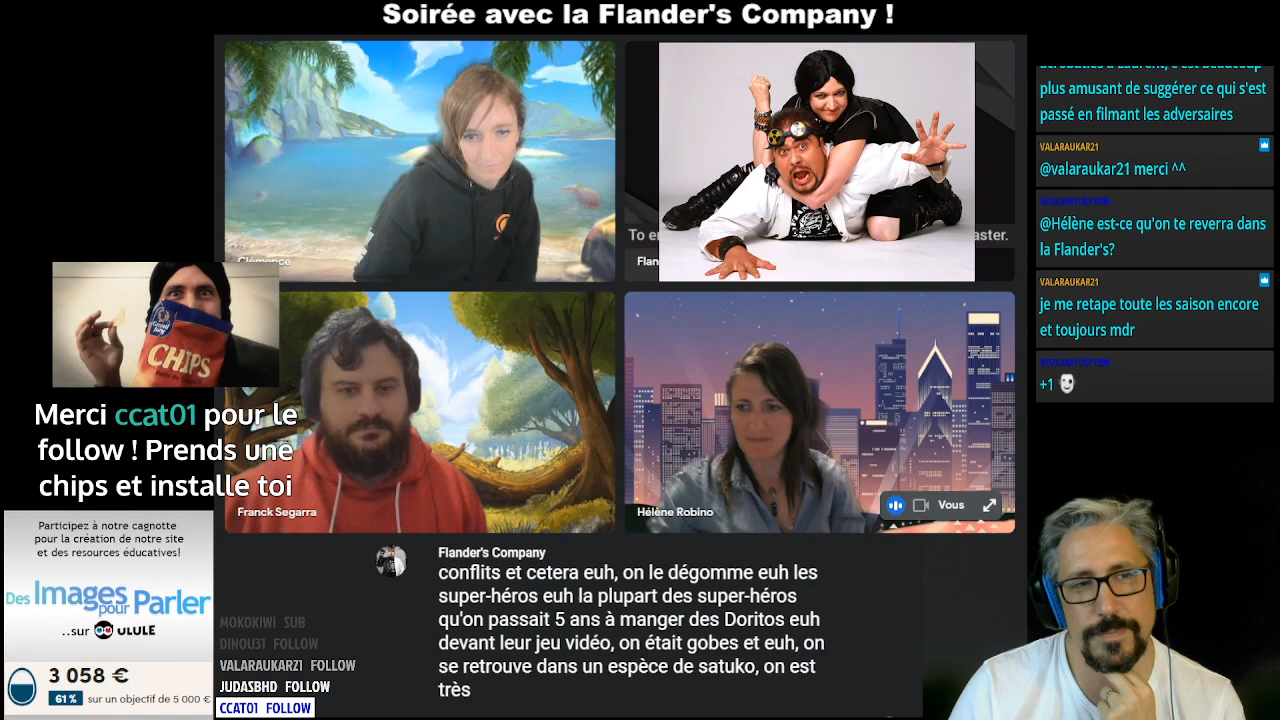 Soirée avec la Flander's Company !
Clémence
To er
aster.
Flan
CHIPS
Merci ccat01 pour le
follow ! Prends une
chips et installe toi
Franck Segarra
Hélène Robino
Vous
Participez à notre cagnotte
pour la création de notre site
et des resources éducatives!
Des Images pour Parler
..sur ULULE
3 058 €
61 % sur un objectif de 5 000 €
MOKOKIWI SUB
DINOU31 FOLLOW
VALARAUKAR21 FOLLOW
JUDASBHD FOLLOW
CCAT01 FOLLOW
Flander's Company
conflits et cetera euh, on le dégomme euh les
super-héros euh la plupart des super-héros
qu'on passait 5 ans à manger des Doritos euh
devant leur jeu vidéo, on était gobes et euh, on
se retrouve dans un espèce de satuko, on est
très
plus amusant de suggérer ce qui s'est
passé en filmant les adversaires
VALARAUKAR21
@valaraukar21 merci ^^
@Hélène est-ce qu'on te reverra dans
la Flander's?
VALARAUKAR21
je me retape toute les saison encore
et toujours mdr
+1